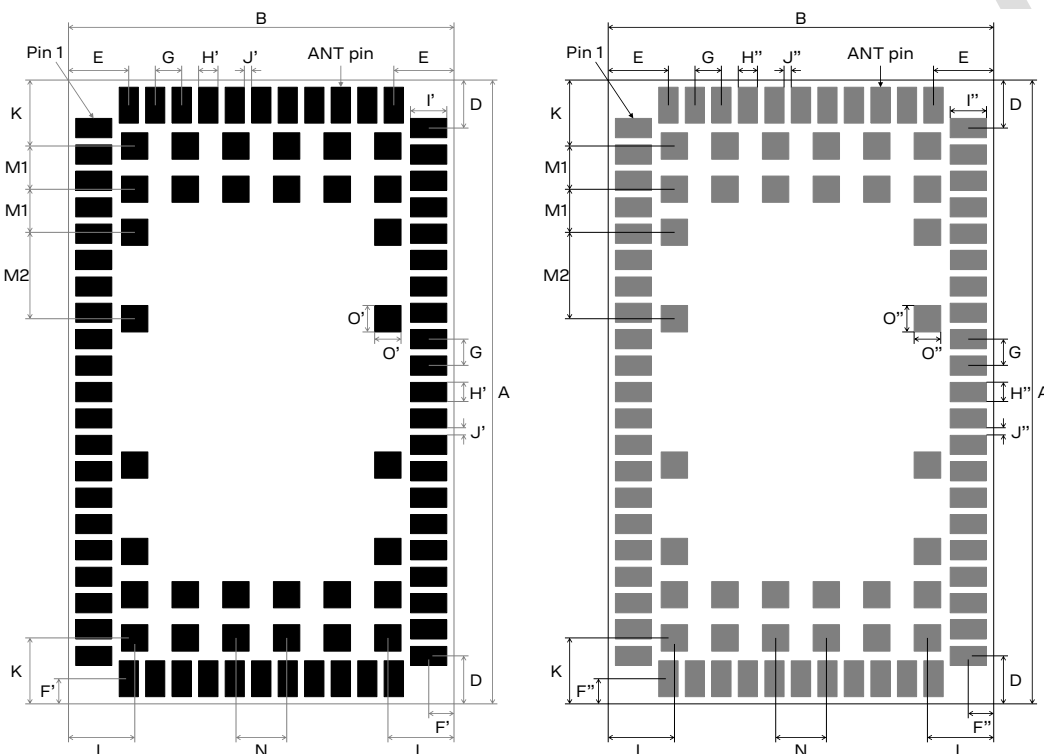 B B
Pin 1 E G H' J' ANT pin E Pin 1 E G H'' J'' ANT pin E
K I' D K I'' D
M1 M1
M1 M1
M2 M2
O' O''
O' G O'' G
H' A H'' A
J' J''
K D K D
F' F''
F' F''
L N L L N L